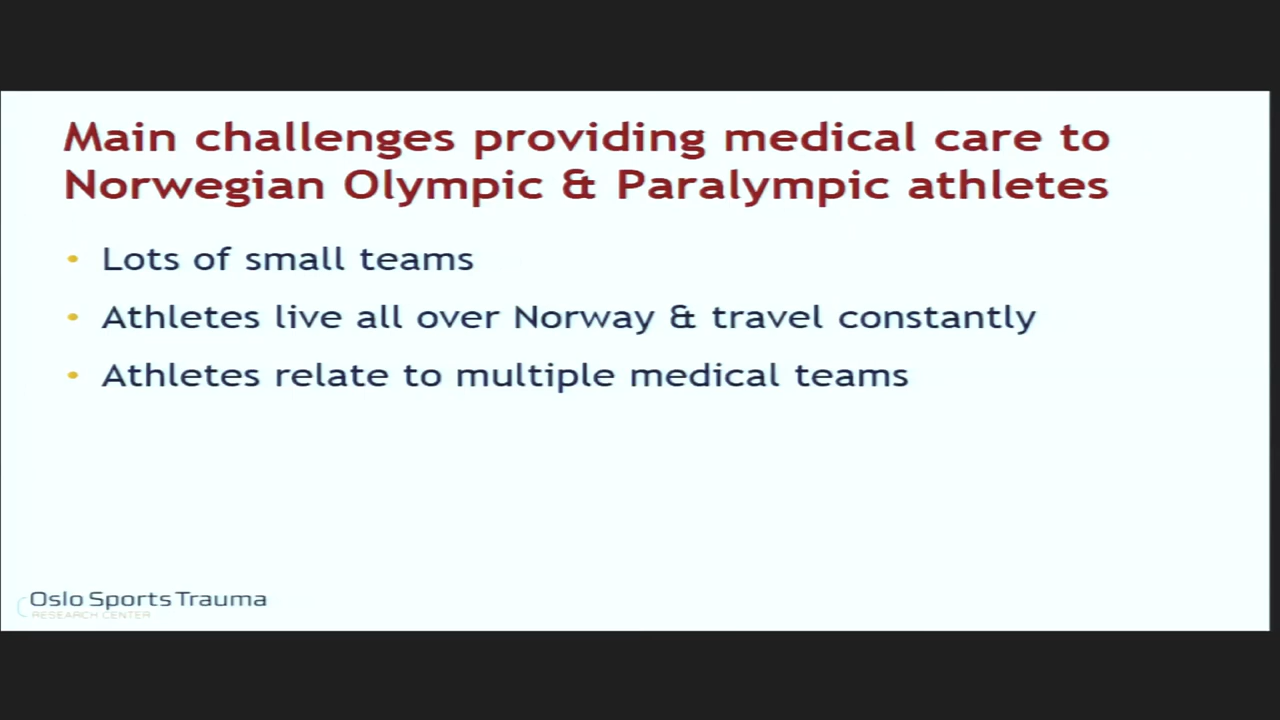 Main challenges providing medical care to
Norwegian Olympic & Paralympic athletes
• Lots of small teams
• Athletes live all over Norway & travel constantly
• Athletes relate to multiple medical teams
Oslo Sports Trauma
RESEARCH CENTER